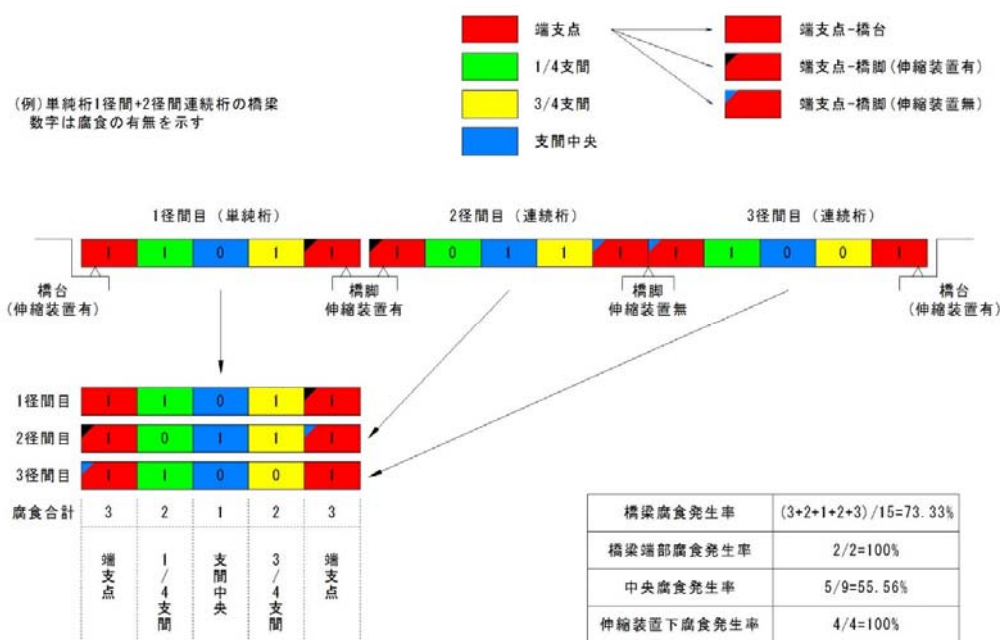 端支点
端支点-橋台
1/4支間
端支点-橋脚(伸縮装置有)
(例)単純桁1径間+2径間連続桁の橋梁
数字は腐食の有無を示す
3/4支間
端支点-橋脚(伸縮装置無)
支間中央
1径間目(単純桁)
2径間目(連続桁)
3径間目(連続桁)
1 1 0 1 1
1 0 1 1 1
1 1 0 0 1
橋台
(伸縮装置有)
橋脚
伸縮装置有
橋脚
伸縮装置無
橋台
(伸縮装置有)
1径間目 1 1 0 1 1
2径間目 1 0 1 1 1
3径間目 1 1 0 0 1
腐食合計 3 2 1 2 3
端支点
1/4支間
支間中央
3/4支間
端支点
橋梁腐食発生率 (3+2+1+2+3)/15=73.33%
橋梁端部腐食発生率 2/2=100%
中央腐食発生率 5/9=55.56%
伸縮装置下腐食発生率 4/4=100%